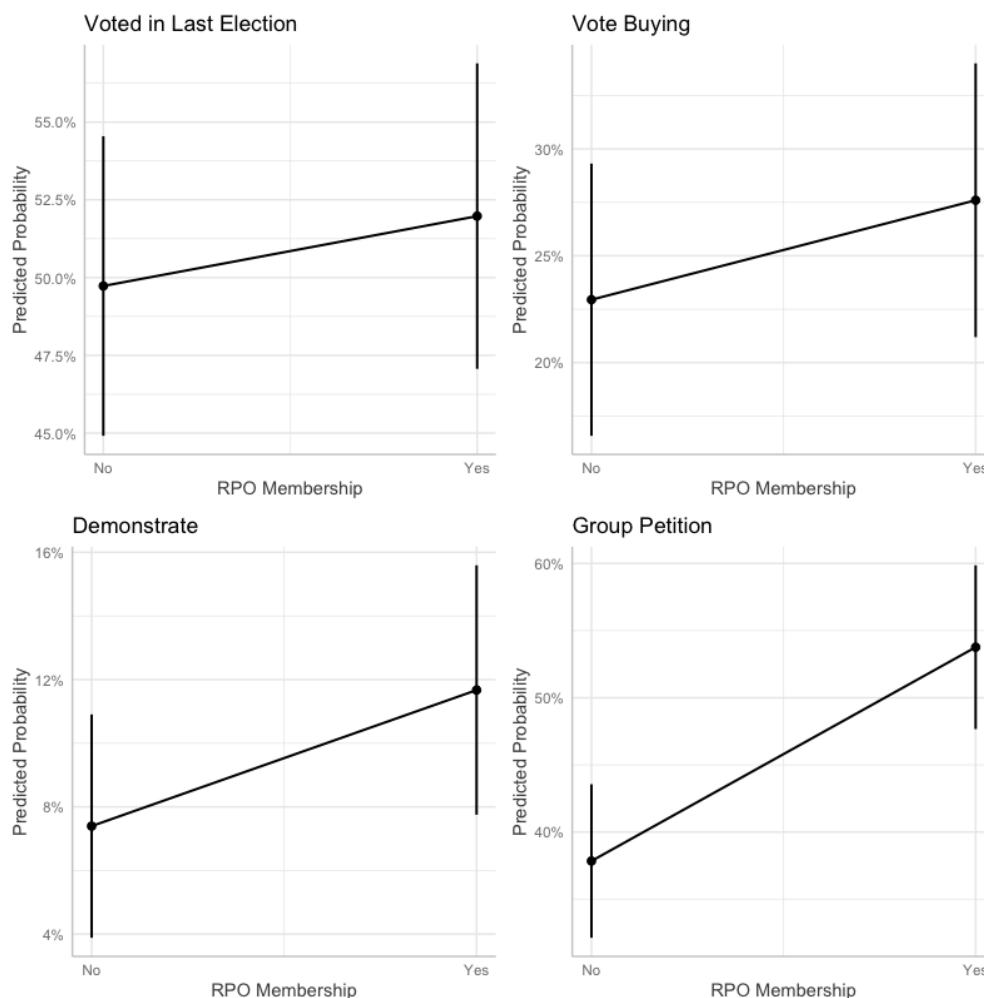 Voted in Last Election
Predicted Probability
55.0%
52.5%
50.0%
47.5%
45.0%
No
Yes
RPO Membership
Vote Buying
Predicted Probability
30%
25%
20%
No
Yes
RPO Membership
Demonstrate
Predicted Probability
16%
12%
8%
4%
No
Yes
RPO Membership
Group Petition
Predicted Probability
60%
50%
40%
No
Yes
RPO Membership